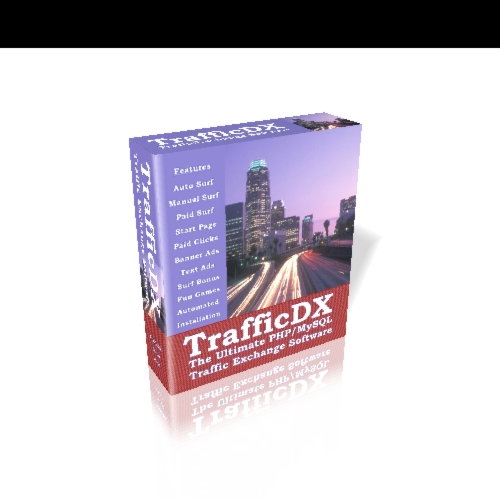 TrafficDX
TrafficDX
Features
Auto Surf
Manual Surf
Paid Surf
Start Page
Paid Clicks
Banner Ads
Text Ads
Surf Bonus
Fun Games
Automated
Installation
TrafficDX
The Ultimate PHP/MySQL
Traffic Exchange Software